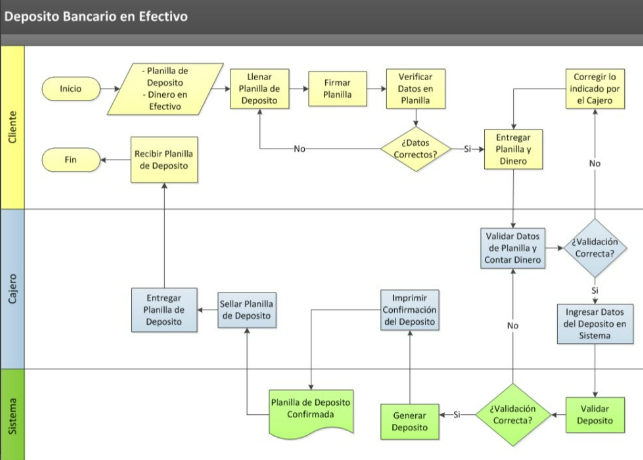 Deposito Bancario en Efectivo
Cliente
Inicio
- Planilla de
Deposito
- Dinero en
Efectivo
Llenar
Planilla de
Deposito
Firmar
Planilla
Verificar
Datos en
Planilla
Corregir lo
indicado por
el Cajero
Fin
Recibir Planilla
de Deposito
No
¿Datos
Correctos?
Si
Entregar
Planilla y
Dinero
No
Cajero
Validar Datos
de Planilla y
Contar Dinero
¿Validación
Correcta?
Si
Entregar
Planilla de
Deposito
Sellar Planilla
de Deposito
Imprimir
Confirmación
del Deposito
No
Ingresar Datos
del Deposito en
Sistema
Sistema
Planilla de Deposito
Confirmada
Generar
Deposito
Si
¿Validación
Correcta?
Validar
Deposito